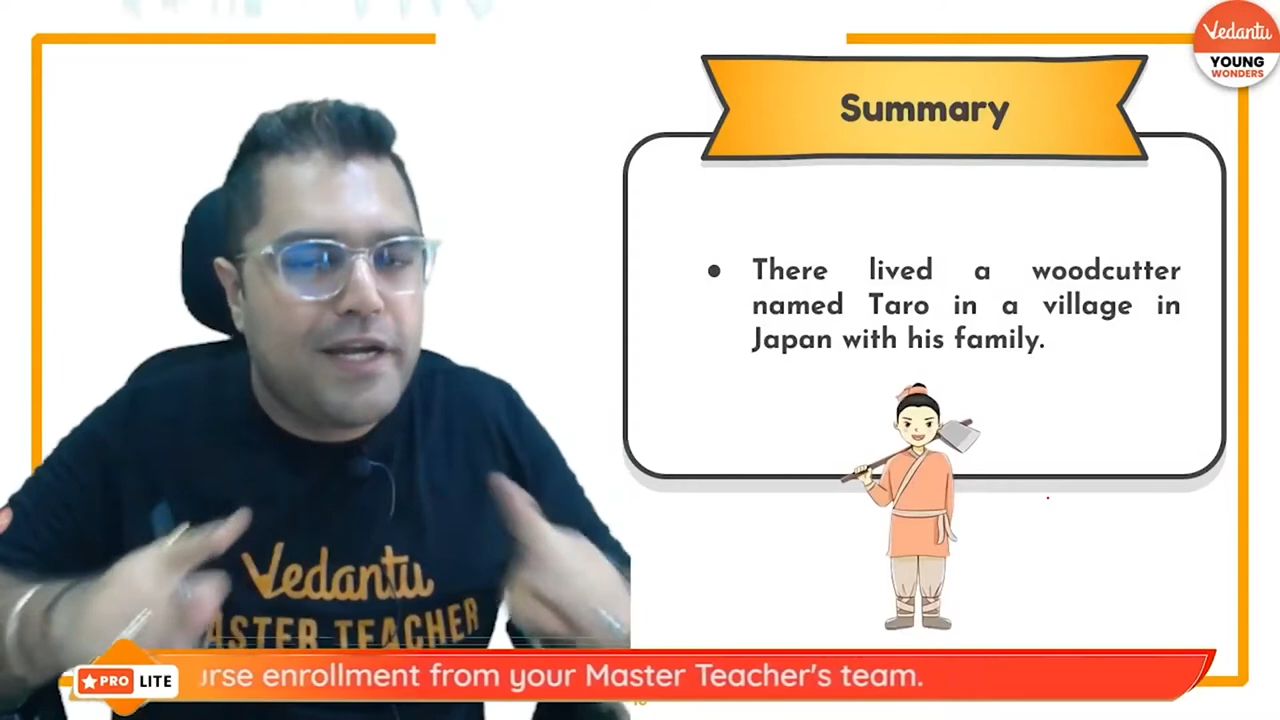 Vedantu
YOUNG
WONDERS
Summary
• There lived a woodcutter
named Taro in a village in
Japan with his family.
Vedantu
MASTER TEACHER
PRO LITE
urse enrollment from your Master Teacher's team.